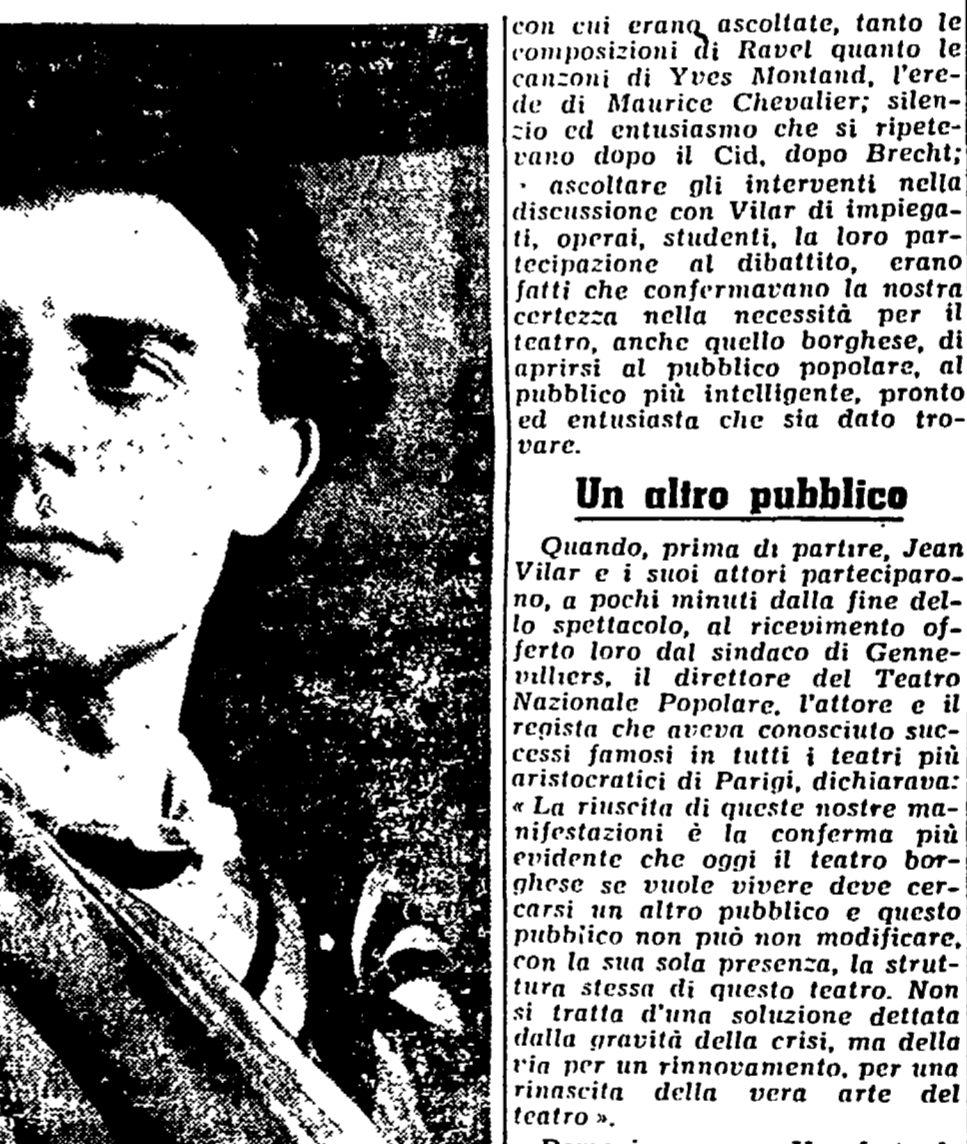 con cui erano ascoltate, tanto le
composizioni di Ravel quanto le
canzoni di Yves Montand, l'ere-
de di Maurice Chevalier; silen-
zio ed entusiasmo che si ripete-
vano dopo il Cid, dopo Brecht;
ascoltare gli interventi nella
discussione con Vilar di impiega-
ti, operai, studenti, la loro par-
tecipazione al dibattito, erano
fatti che confermavano la nostra
certezza nella necessità per il
teatro, anche quello borghese, di
aprirsi al pubblico popolare, al
pubblico più intelligente, pronto
ed entusiasta che sia dato tro-
vare.
Un altro pubblico
Quando, prima di partire, Jean
Vilar e i suoi attori parteciparo-
no, a pochi minuti dalla fine del-
lo spettacolo, al ricevimento of-
ferto loro dal sindaco di Genne-
villiers, il direttore del Teatro
Nazionale Popolare, l'attore e il
regista che aveva conosciuto suc-
cessi famosi in tutti i teatri più
aristocratici di Parigi, dichiarava:
« La riuscita di queste nostre ma-
nifestazioni è la conferma più
evidente che oggi il teatro bor-
ghese se vuole vivere deve cer-
carsi un altro pubblico e questo
pubblico non può non modificare,
con la sua sola presenza, la strut-
tura stessa di questo teatro. Non
si tratta d'una soluzione dettata
dalla gravità della crisi, ma della
via per un rinnovamento, per una
rinascita della vera arte del
teatro ».